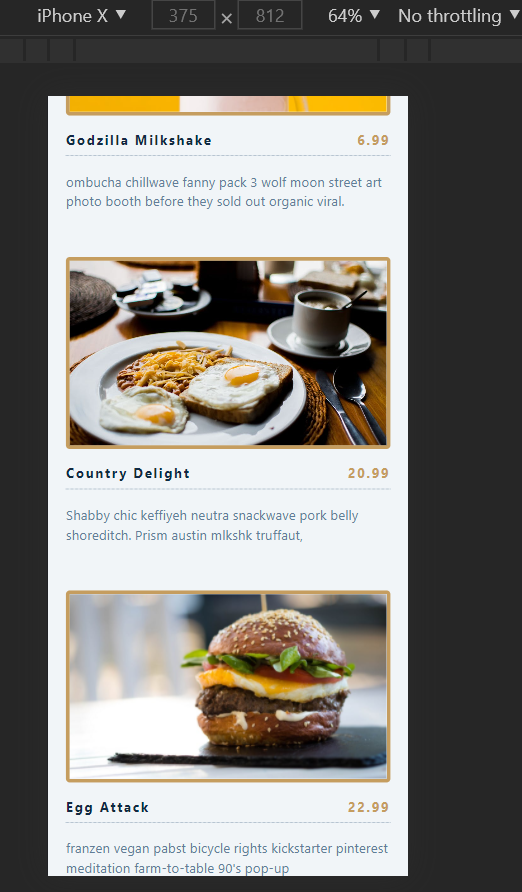 iPhone X ▼ 375 × 812 64% ▼ No throttling ▼
Godzilla Milkshake 6.99
ombucha chillwave fanny pack 3 wolf moon street art
photo booth before they sold out organic viral.
Country Delight 20.99
Shabby chic keffiyeh neutra snackwave pork belly
shoreditch. Prism austin mlkshk truffaut,
Egg Attack 22.99
franzen vegan pabst bicycle rights kickstarter pinterest
meditation farm-to-table 90's pop-up